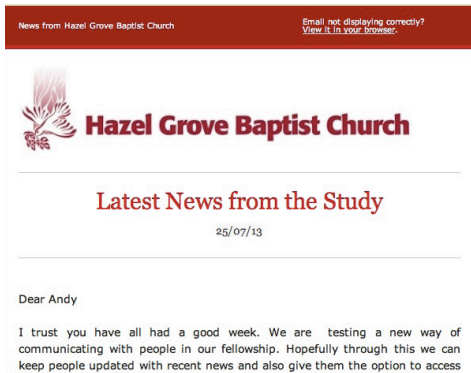 News from Hazel Grove Baptist Church
Email not displaying correctly?
View it in your browser.
Hazel Grove Baptist Church
Latest News from the Study
25/07/13
Dear Andy
I trust you have all had a good week. We are testing a new way of
communicating with people in our fellowship. Hopefully through this we can
keep people updated with recent news and also give them the option to access